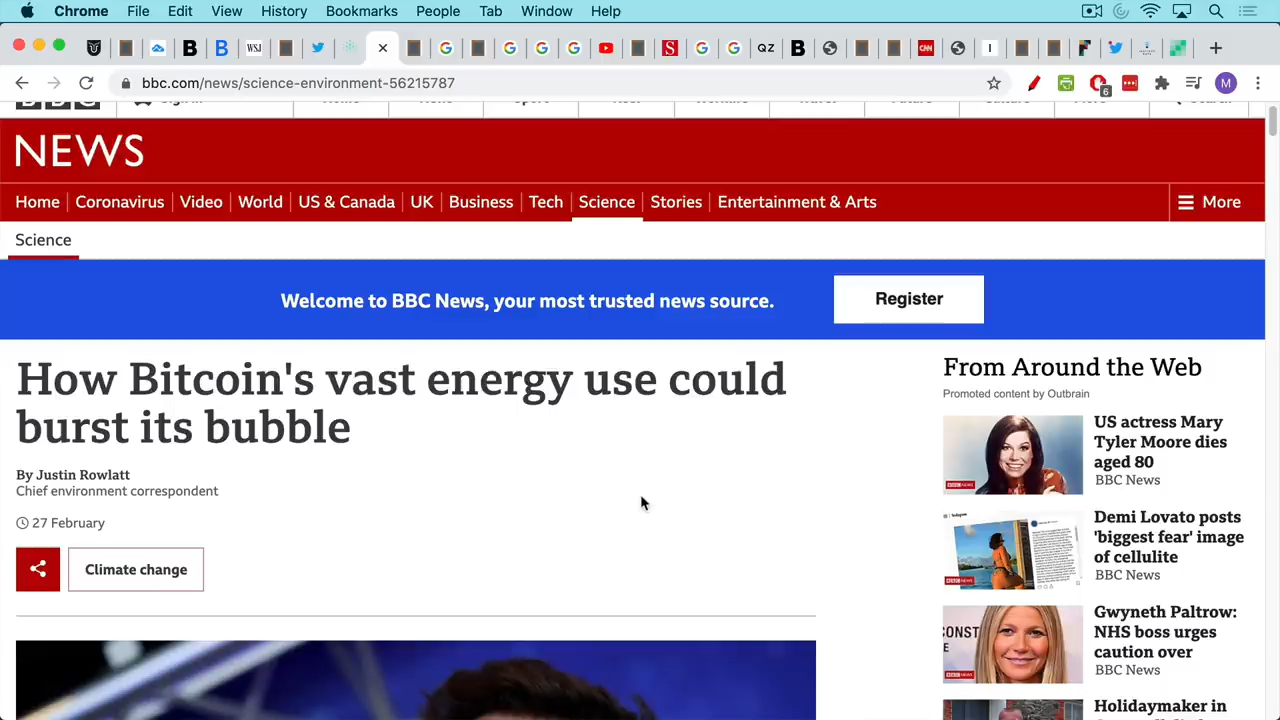 Chrome File Edit View History Bookmarks People Tab Window Help
WSJ
QZ
CNN
bbc.com/news/science-environment-56215787
6
M
NEWS
Home Coronavirus Video World US & Canada UK Business Tech Science Stories Entertainment & Arts More
Science
Welcome to BBC News, your most trusted news source.
Register
How Bitcoin's vast energy use could
burst its bubble
By Justin Rowlatt
Chief environment correspondent
27 February
Climate change
From Around the Web
Promoted content by Outbrain
US actress Mary
Tyler Moore dies
aged 80
BBC News
Demi Lovato posts
'biggest fear' image
of cellulite
BBC News
Gwyneth Paltrow:
NHS boss urges
caution over
BBC News
Holidaymaker in